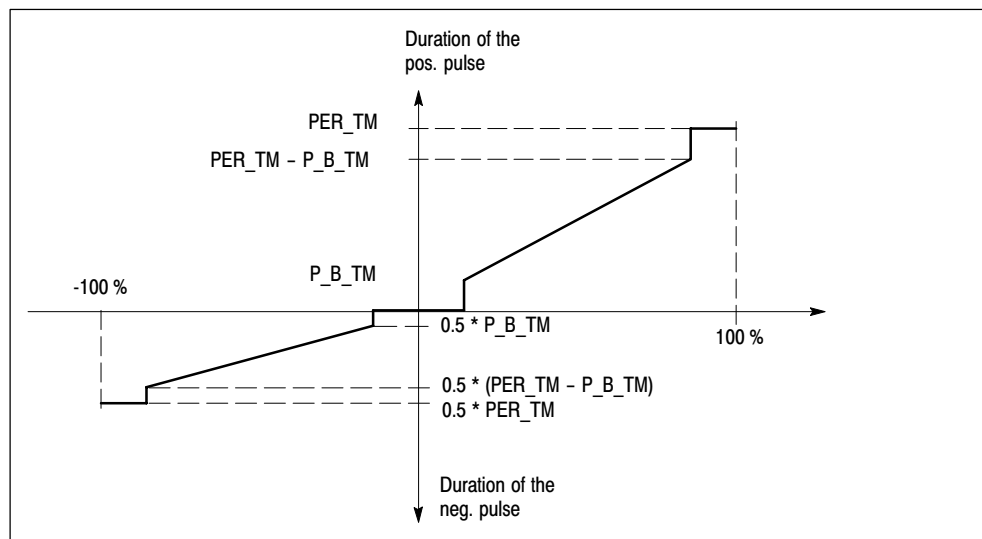 Duration of the
pos. pulse
PER_TM
PER_TM – P_B_TM
P_B_TM
-100 %
0.5 * P_B_TM
100 %
0.5 * (PER_TM – P_B_TM)
0.5 * PER_TM
Duration of the
neg. pulse